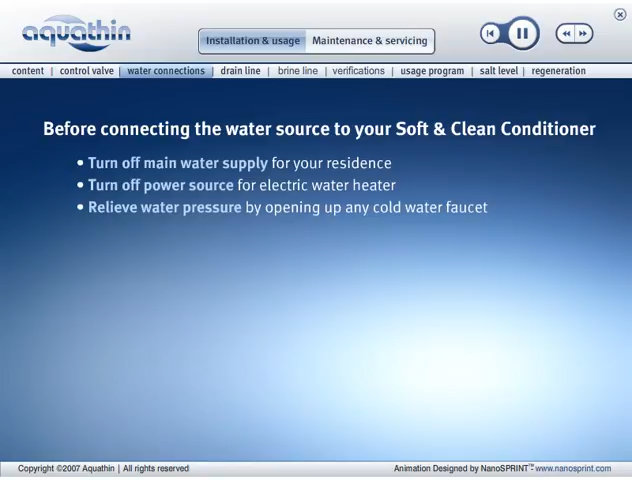 aquathin
Installation & usage Maintenance & servicing
content | control valve | water connections | drain line | brine line | verifications | usage program | salt level | regeneration
Before connecting the water source to your Soft & Clean Conditioner
• Turn off main water supply for your residence
• Turn off power source for electric water heater
• Relieve water pressure by opening up any cold water faucet
Copyright ©2007 Aquathin | All rights reserved
Animation Designed by NanoSPRINT™- www.nanosprint.com